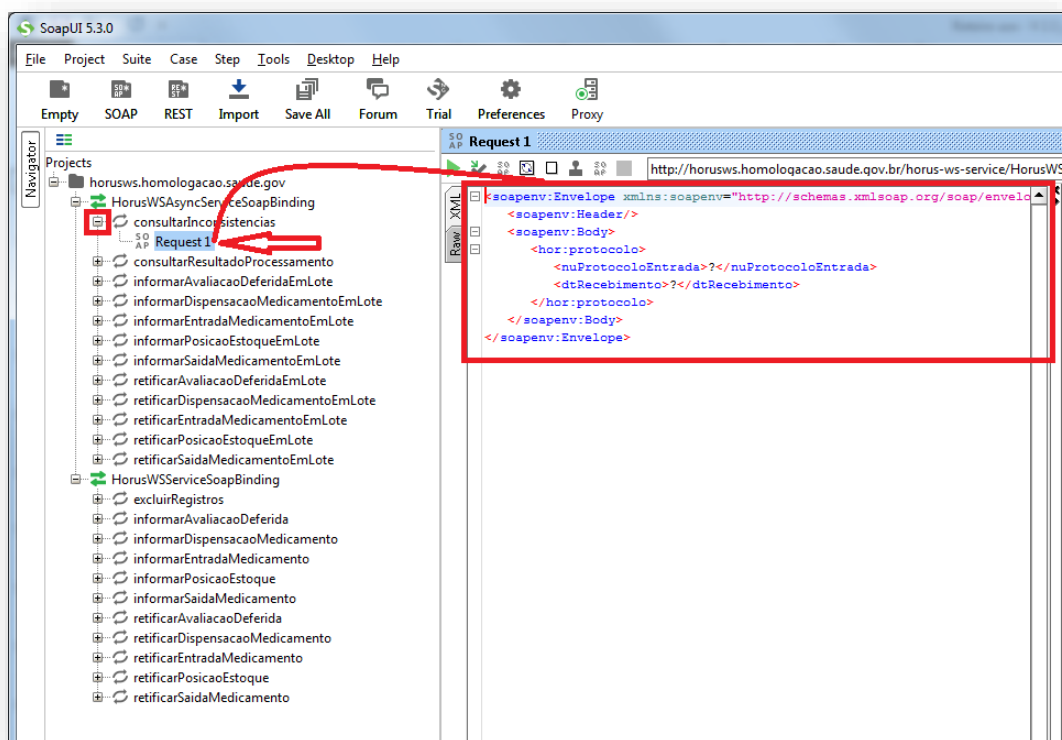 SoapUI 5.3.0
File Project Suite Case Step Tools Desktop Help
Empty SOAP REST Import Save All Forum Trial Preferences Proxy
Navigator
Projects
horusws.homologacao.saude.gov
HorusWSAsyncServiceSoapBinding
consultarInconsistencias
SOAP Request 1
consultarResultadoProcessamento
informarAvaliacaoDeferidaEmLote
informarDispensacaoMedicamentoEmLote
informarEntradaMedicamentoEmLote
informarPosicaoEstoqueEmLote
informarSaidaMedicamentoEmLote
retificarAvaliacaoDeferidaEmLote
retificarDispensacaoMedicamentoEmLote
retificarEntradaMedicamentoEmLote
retificarPosicaoEstoqueEmLote
retificarSaidaMedicamentoEmLote
HorusWSServiceSoapBinding
excluirRegistros
informarAvaliacaoDeferida
informarDispensacaoMedicamento
informarEntradaMedicamento
informarPosicaoEstoque
informarSaidaMedicamento
retificarAvaliacaoDeferida
retificarDispensacaoMedicamento
retificarEntradaMedicamento
retificarPosicaoEstoque
retificarSaidaMedicamento
SOAP Request 1
http://horusws.homologacao.saude.gov.br/horus-ws-service/HorusWS
XML
Raw
<soapenv:Envelope xmlns:soapenv="http://schemas.xmlsoap.org/soap/envelo
<soapenv:Header/>
<soapenv:Body>
<hor:protocolo>
<nuProtocoloEntrada>?</nuProtocoloEntrada>
<dtRecebimento>?</dtRecebimento>
</hor:protocolo>
</soapenv:Body>
</soapenv:Envelope>